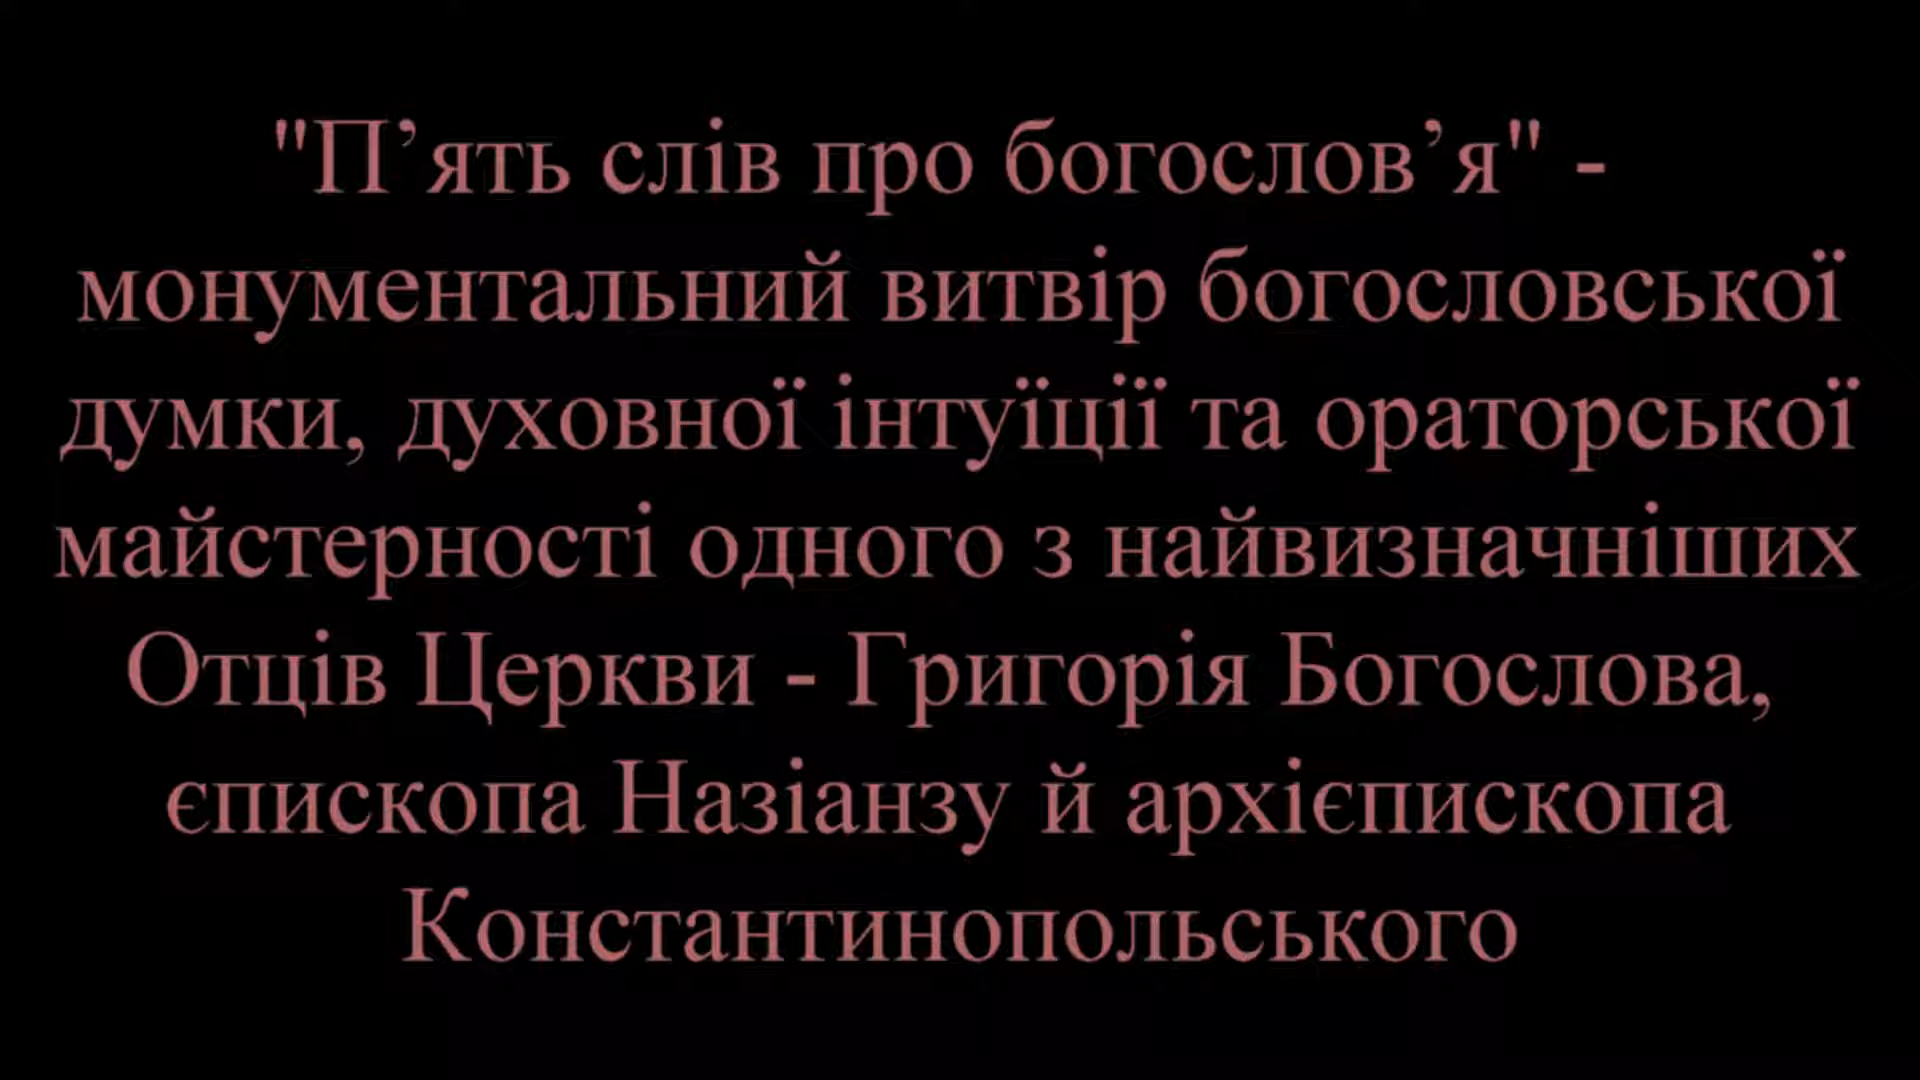 "П’ять слів про богослов’я" -
монументальний витвір богословської
думки, духовної інтуїції та ораторської
майстерності одного з найвизначніших
Отців Церкви - Григорія Богослова,
єпископа Назіанзу й архієпископа
Константинопольського